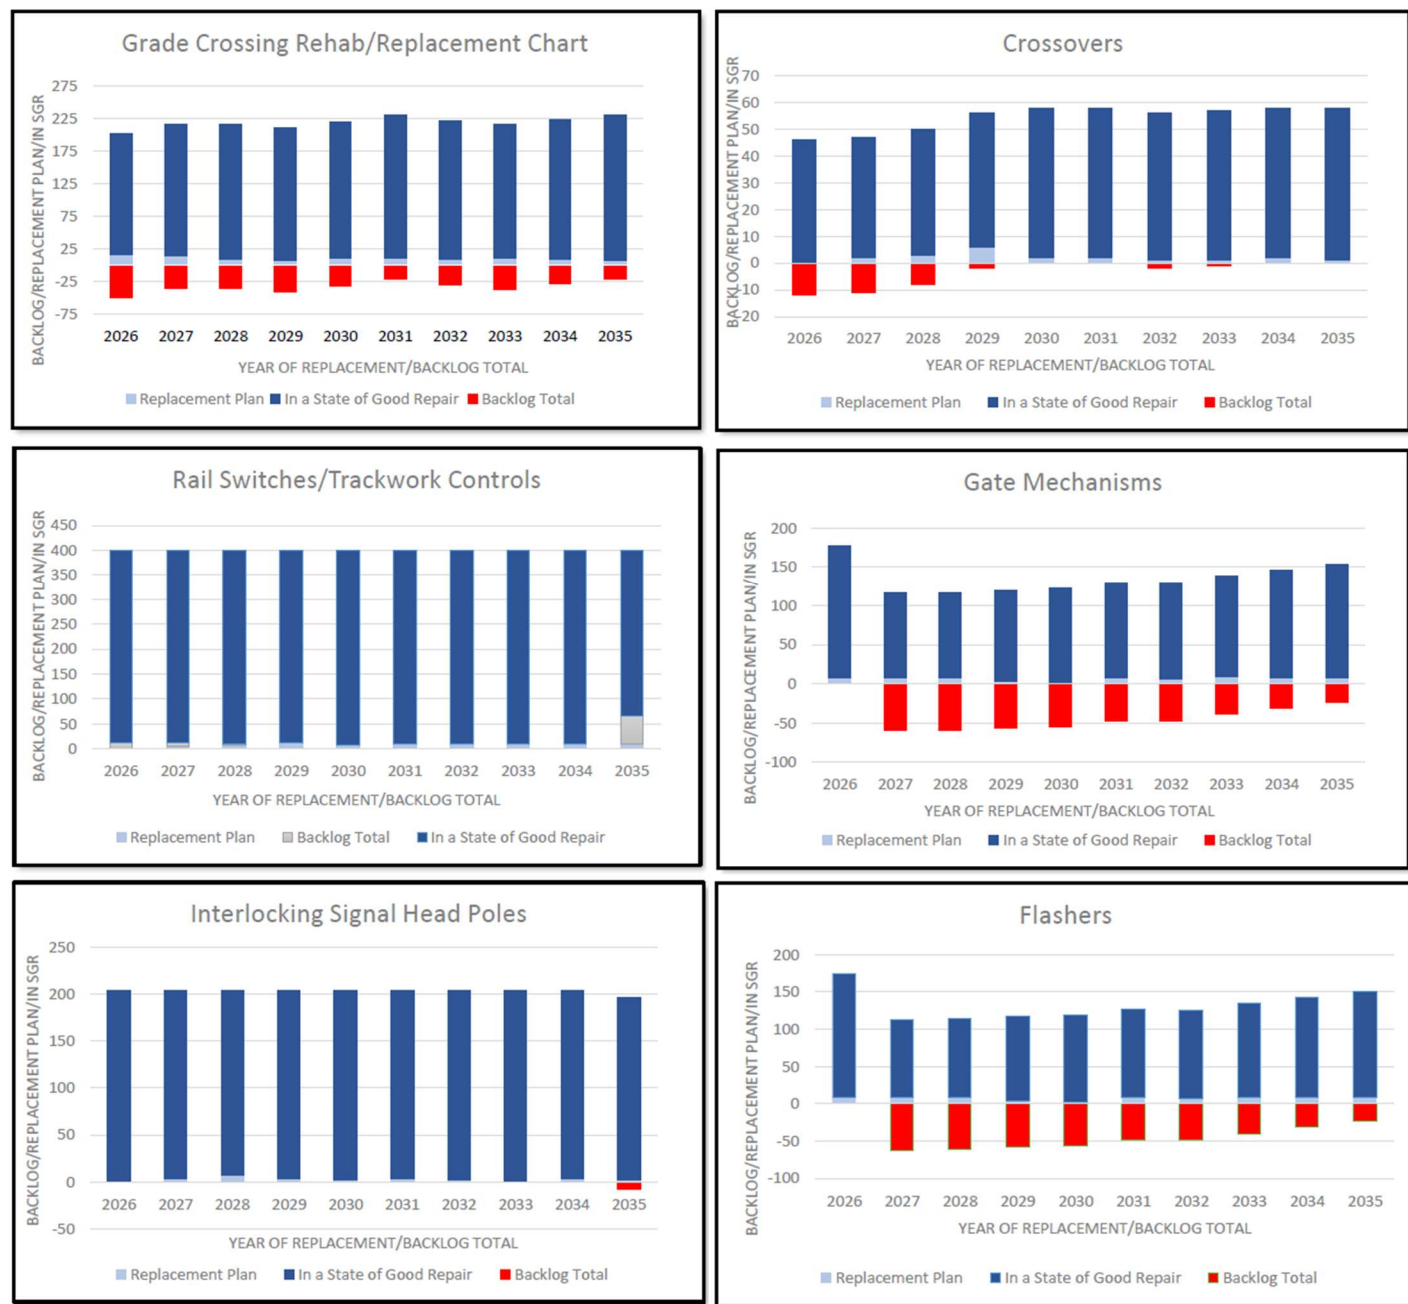 Grade Crossing Rehab/Replacement Chart
BACKLOG/REPLACEMENT PLAN/IN SGR
275
225
175
125
75
25
-25
-75
2026 2027 2028 2029 2030 2031 2032 2033 2034 2035
YEAR OF REPLACEMENT/BACKLOG TOTAL
Replacement Plan In a State of Good Repair Backlog Total
Crossovers
BACKLOG/REPLACEMENT PLAN/IN SGR
70
60
50
40
30
20
10
0
-10
-20
2026 2027 2028 2029 2030 2031 2032 2033 2034 2035
YEAR OF REPLACEMENT/BACKLOG TOTAL
Replacement Plan In a State of Good Repair Backlog Total
Rail Switches/Trackwork Controls
BACKLOG/REPLACEMENT PLAN/IN SGR
450
400
350
300
250
200
150
100
50
0
2026 2027 2028 2029 2030 2031 2032 2033 2034 2035
YEAR OF REPLACEMENT/BACKLOG TOTAL
Replacement Plan Backlog Total In a State of Good Repair
Gate Mechanisms
BACKLOG/REPLACEMENT PLAN/IN SGR
200
150
100
50
0
-50
-100
2026 2027 2028 2029 2030 2031 2032 2033 2034 2035
YEAR OF REPLACEMENT/BACKLOG TOTAL
Replacement Plan In a State of Good Repair Backlog Total
Interlocking Signal Head Poles
BACKLOG/REPLACEMENT PLAN/IN SGR
250
200
150
100
50
0
-50
2026 2027 2028 2029 2030 2031 2032 2033 2034 2035
YEAR OF REPLACEMENT/BACKLOG TOTAL
Replacement Plan In a State of Good Repair Backlog Total
Flashers
BACKLOG/REPLACEMENT PLAN/IN SGR
200
150
100
50
0
-50
-100
2026 2027 2028 2029 2030 2031 2032 2033 2034 2035
YEAR OF REPLACEMENT/BACKLOG TOTAL
Replacement Plan In a State of Good Repair Backlog Total